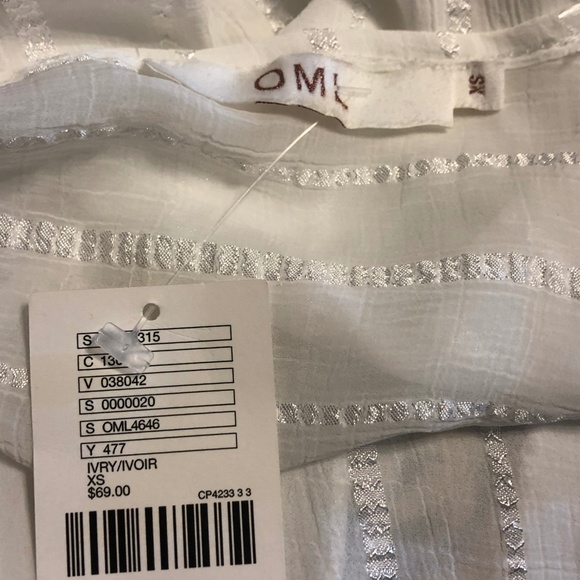 OML
XS
S 315
C 13
V 038042
S 0000020
S OML4646
Y 477
IVRY/IVOIR
XS
$69.00
CP4233 3 3